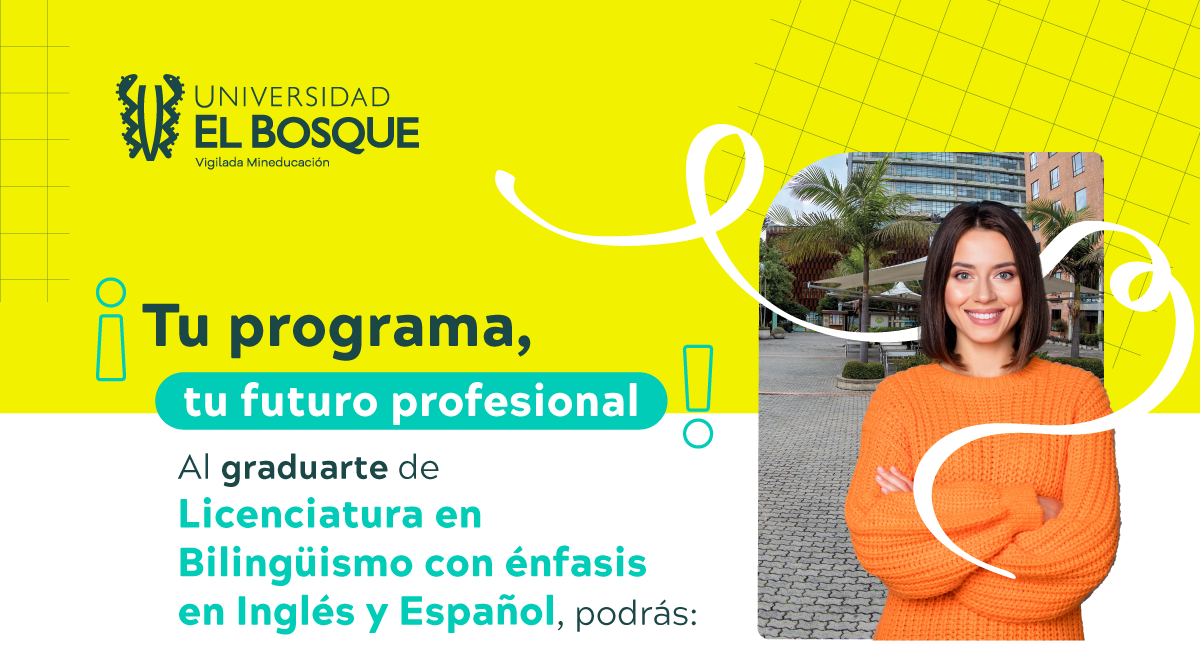 UNIVERSIDAD
EL BOSQUE
Vigilada Mineducación
¡Tu programa,
tu futuro profesional!
Al graduarte de
Licenciatura en
Bilingüismo con énfasis
en Inglés y Español, podrás: